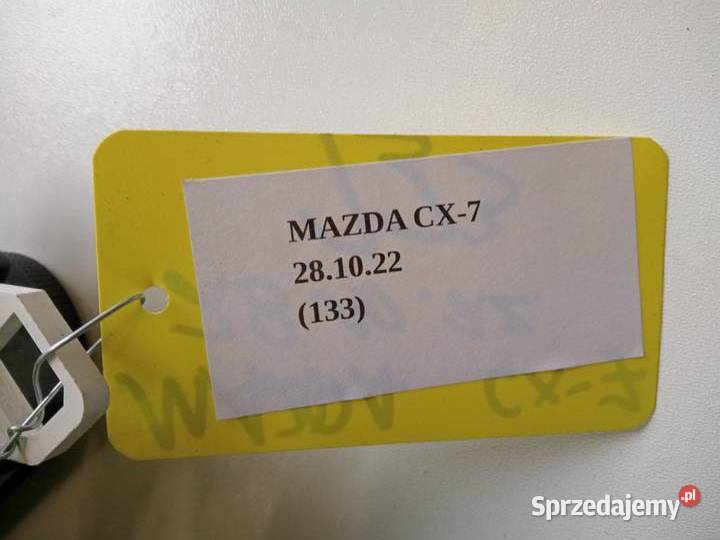 MAZDA CX-7
28.10.22
(133)
Sprzedajemy.pl